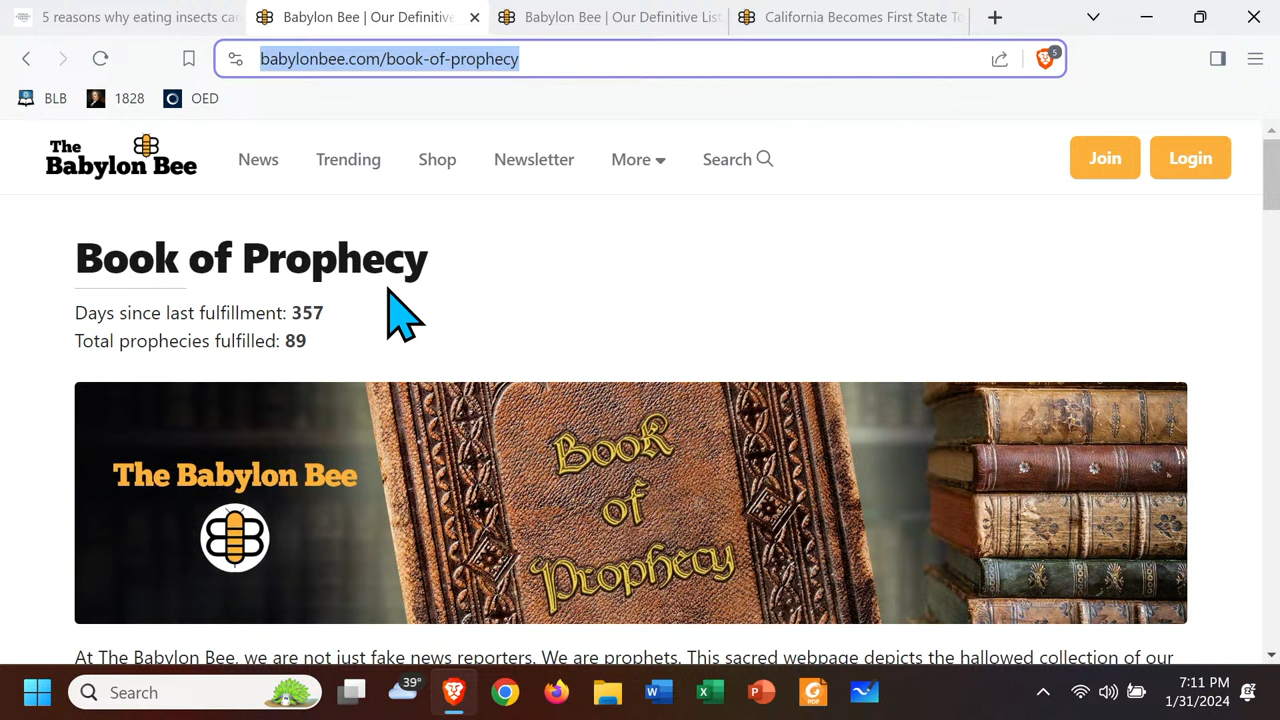 5 reasons why eating insects ca
Babylon Bee | Our Definitive
Babylon Bee | Our Definitive List
California Becomes First State To
babylonbee.com/book-of-prophecy
5
BLB
1828
OED
The
Babylon Bee
News
Trending
Shop
Newsletter
More
Search
Join
Login
Book of Prophecy
Days since last fulfillment: 357
Total prophecies fulfilled: 89
The Babylon Bee
Book
of
Prophecy
At The Babylon Bee, we are not just fake news reporters. We are prophets. This sacred webpage depicts the hallowed collection of our
Search
39°
PDF
7:11 PM
1/31/2024